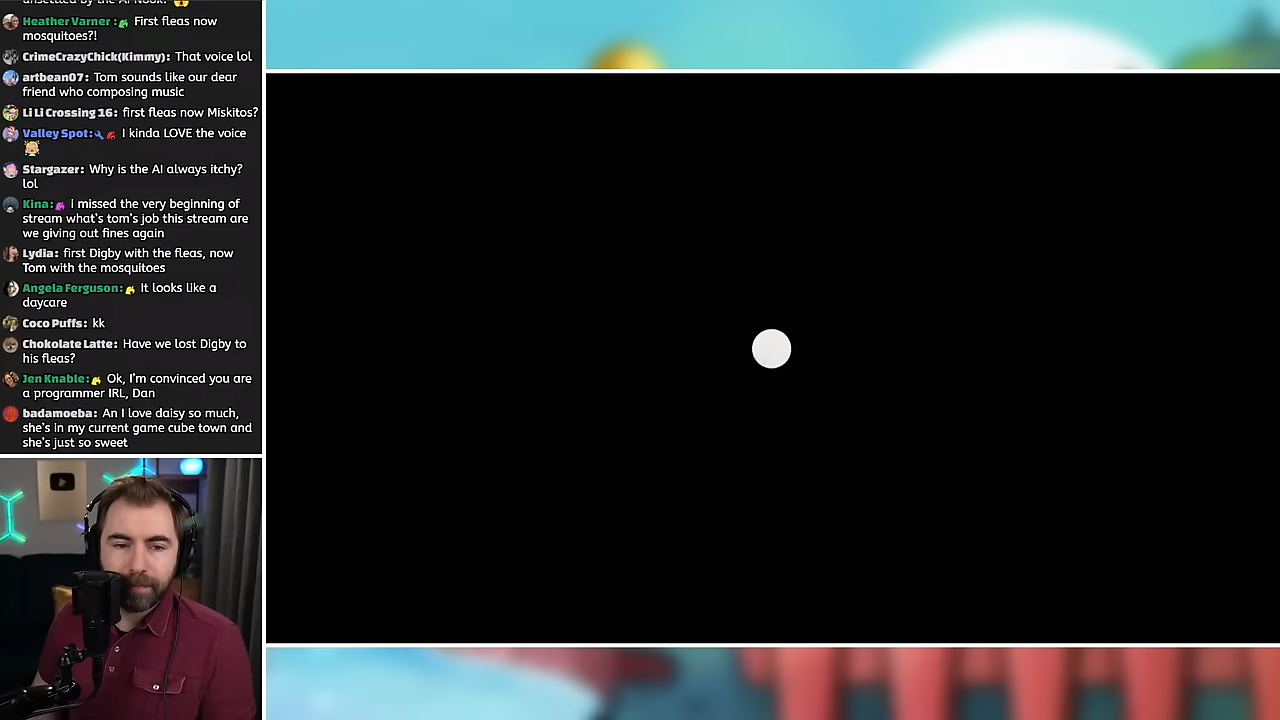 Heather Varner : First fleas now
mosquitoes?!
CrimeCrazyChick(Kimmy): That voice lol
artbean07: Tom sounds like our dear
friend who composing music
Li Li Crossing 16: first fleas now Miskitos?
Valley Spot: I kinda LOVE the voice
Stargazer: Why is the AI always itchy?
lol
Kina: I missed the very beginning of
stream what's tom's job this stream are
we giving out fines again
Lydia: first Digby with the fleas, now
Tom with the mosquitoes
Angela Ferguson: It looks like a
daycare
Coco Puffs: kk
Chokolate Latte: Have we lost Digby to
his fleas?
Jen Knable: Ok, I'm convinced you are
a programmer IRL, Dan
badamoeba: An I love daisy so much,
she's in my current game cube town and
she's just so sweet